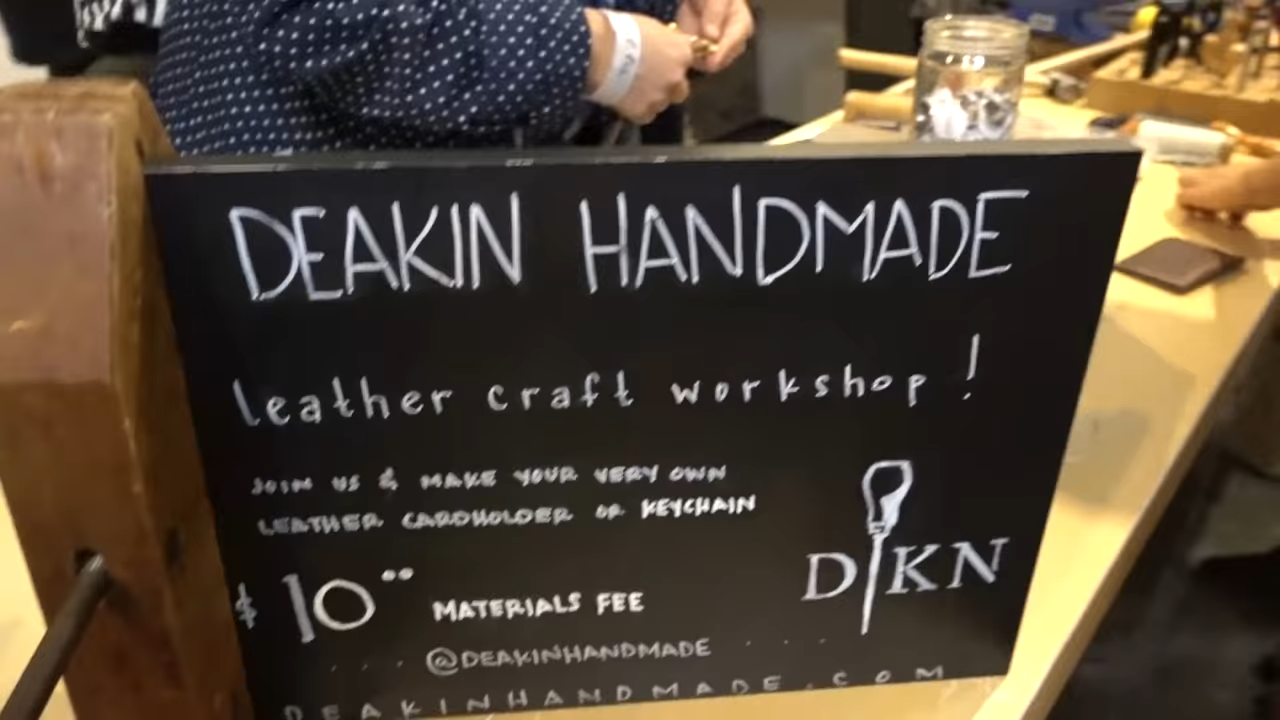 DEAKIN HANDMADE
leather craft workshop!
JOIN US & MAKE YOUR VERY OWN
LEATHER CARDHOLDER OR KEYCHAIN
$10°° MATERIALS FEE
DKN
.... @DEAKINHANDMADE ....
DEAKINHANDMADE.COM